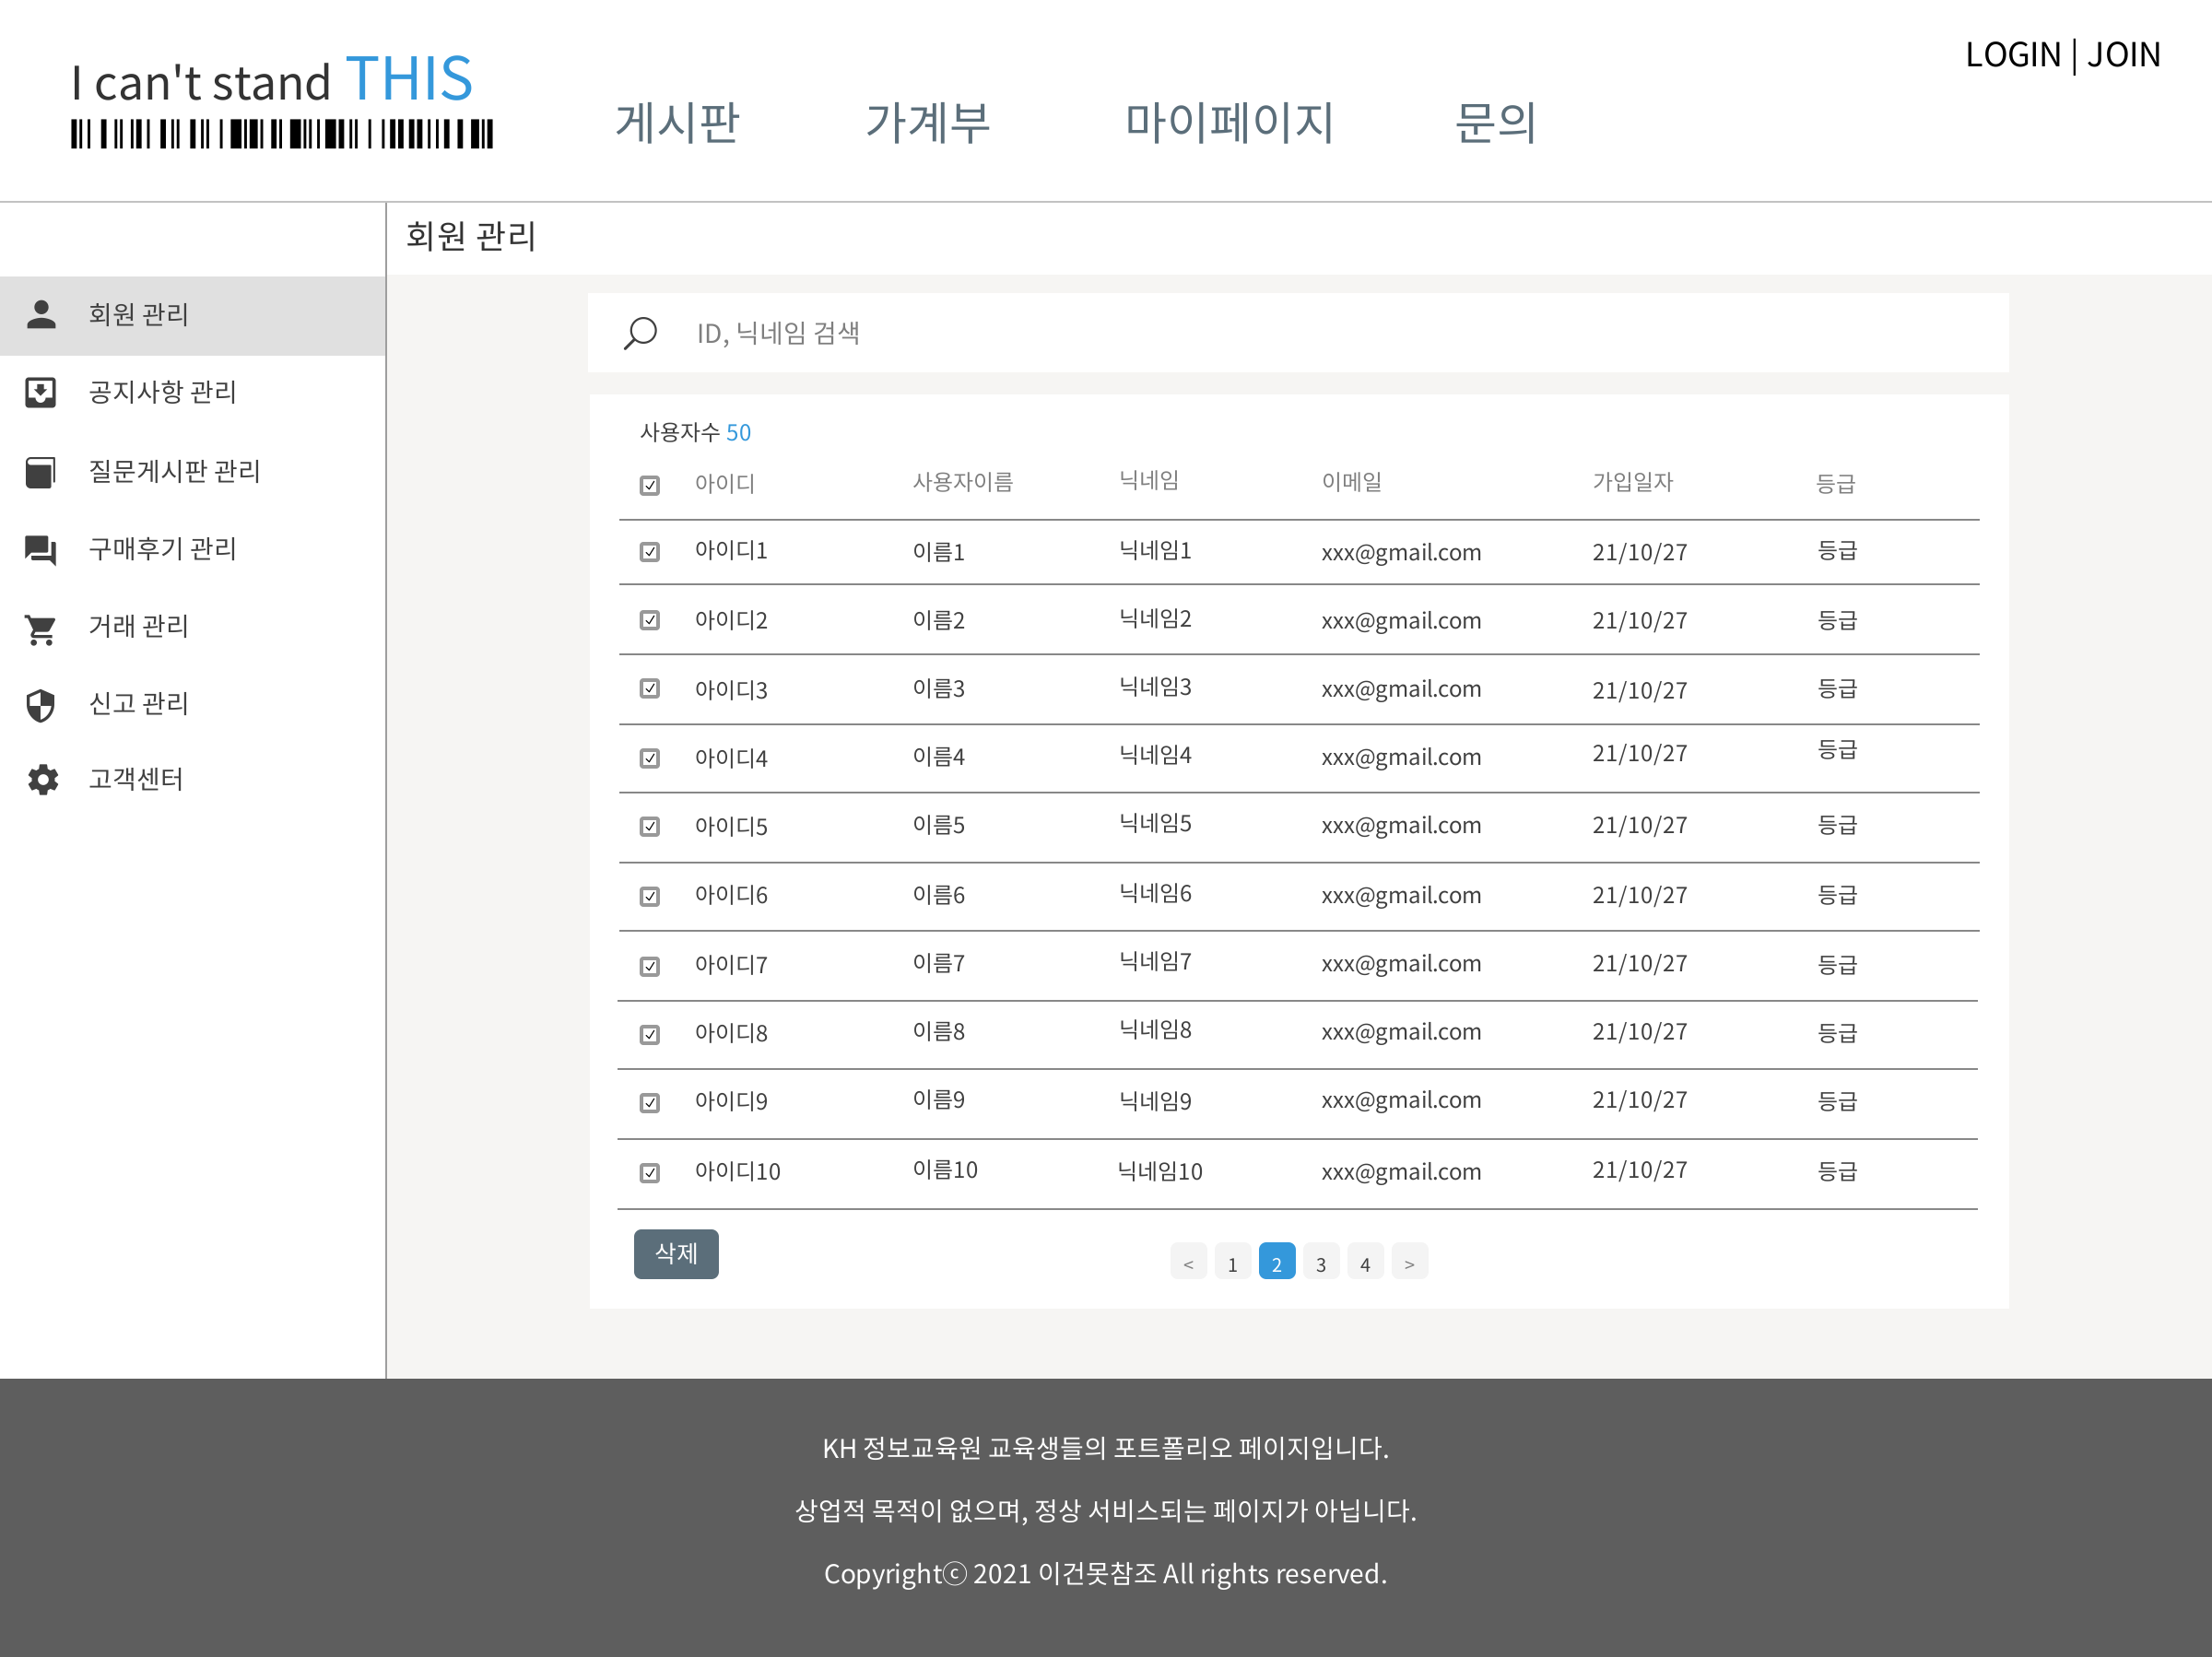 LOGIN | JOIN
I can't stand THIS
게시판 가계부 마이페이지 문의
회원 관리
회원 관리
공지사항 관리
질문게시판 관리
구매후기 관리
거래 관리
신고 관리
고객센터
ID, 닉네임 검색
사용자수 50
아이디 사용자이름 닉네임 이메일 가입일자 등급
아이디1 이름1 닉네임1 xxx@gmail.com 21/10/27 등급
아이디2 이름2 닉네임2 xxx@gmail.com 21/10/27 등급
아이디3 이름3 닉네임3 xxx@gmail.com 21/10/27 등급
아이디4 이름4 닉네임4 xxx@gmail.com 21/10/27 등급
아이디5 이름5 닉네임5 xxx@gmail.com 21/10/27 등급
아이디6 이름6 닉네임6 xxx@gmail.com 21/10/27 등급
아이디7 이름7 닉네임7 xxx@gmail.com 21/10/27 등급
아이디8 이름8 닉네임8 xxx@gmail.com 21/10/27 등급
아이디9 이름9 닉네임9 xxx@gmail.com 21/10/27 등급
아이디10 이름10 닉네임10 xxx@gmail.com 21/10/27 등급
삭제
< 1 2 3 4 >
KH 정보교육원 교육생들의 포트폴리오 페이지입니다.
상업적 목적이 없으며, 정상 서비스되는 페이지가 아닙니다.
Copyrightⓒ 2021 이건못참조 All rights reserved.